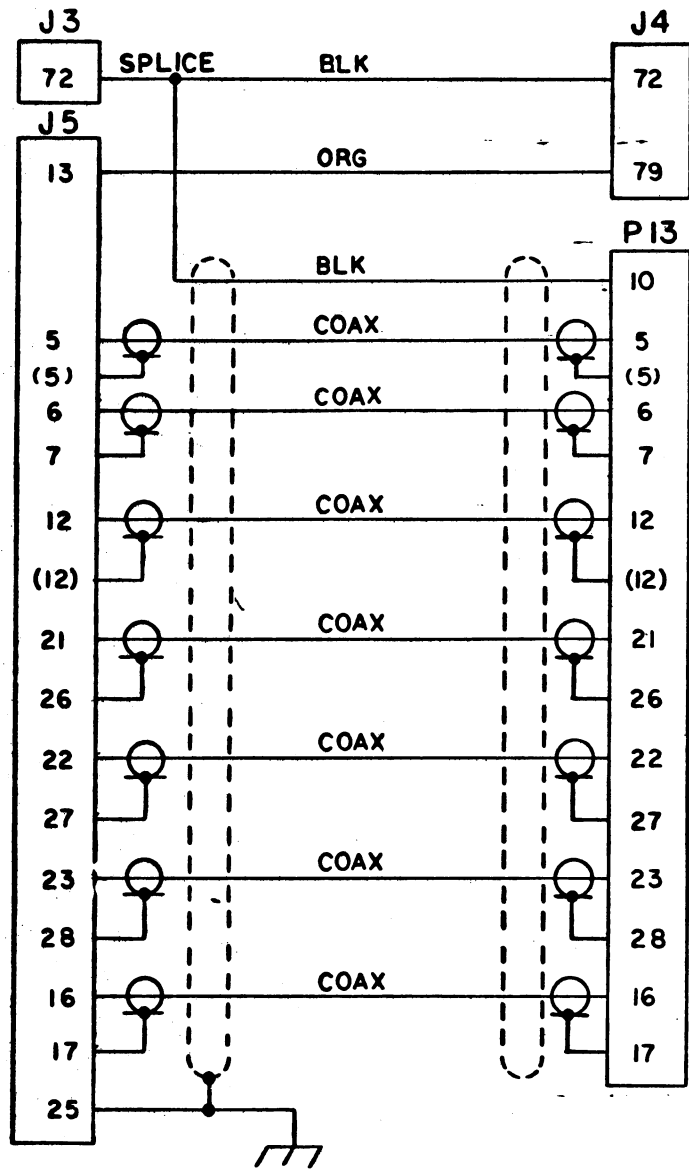 J3 J4
72 SPLICE BLK 72
J5
13 ORG 79
P13
BLK 10
5 COAX 5
(5) (5)
6 COAX 6
7 7
12 COAX 12
(12) (12)
21 COAX 21
26 26
22 COAX 22
27 27
23 COAX 23
28 28
16 COAX 16
17 17
25